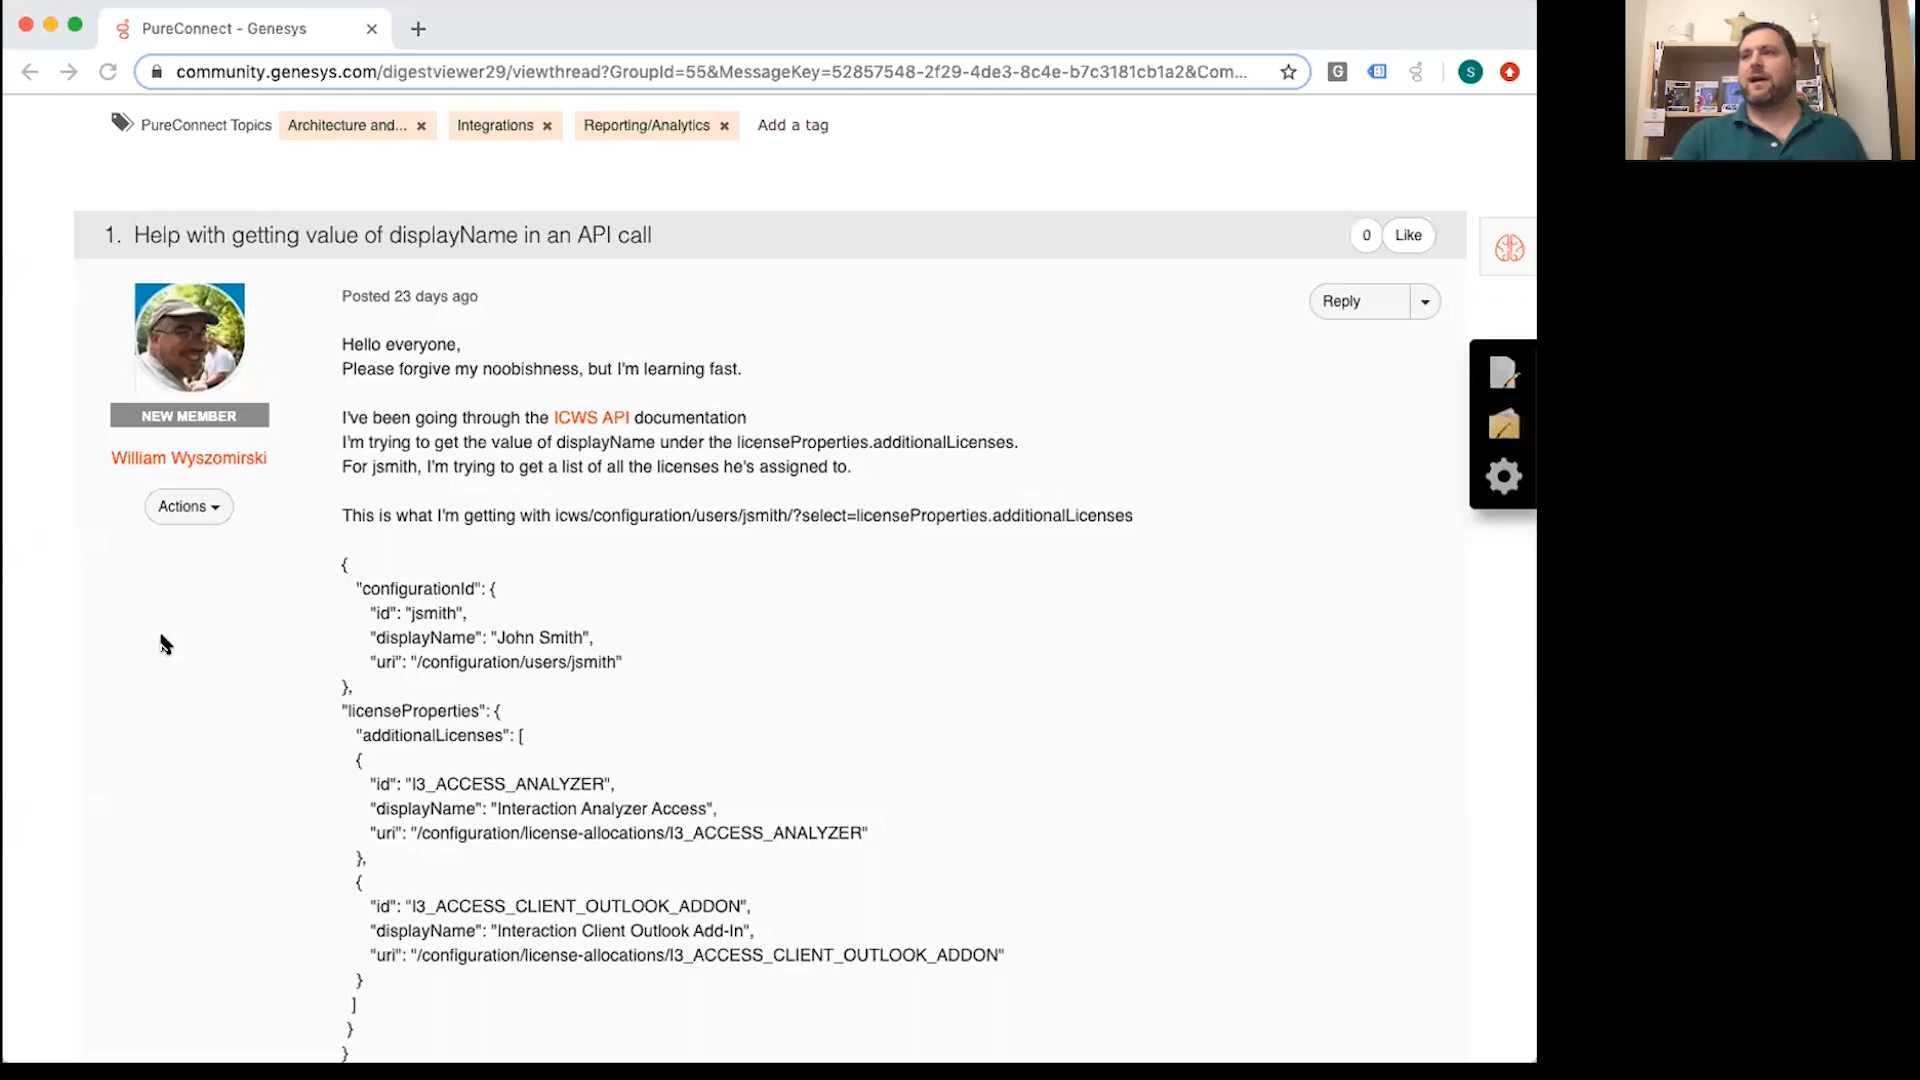 PureConnect - Genesys
community.genesys.com/digestviewer29/viewthread?GroupId=55&MessageKey=52857548-2f29-4de3-8c4e-b7c3181cb1a2&Com...
G
S
PureConnect Topics
Architecture and...
Integrations
Reporting/Analytics
Add a tag
1. Help with getting value of displayName in an API call
0
Like
Posted 23 days ago
Reply
Hello everyone,
Please forgive my noobishness, but I'm learning fast.
NEW MEMBER
William Wyszomirski
Actions
I've been going through the ICWS API documentation
I'm trying to get the value of displayName under the licenseProperties.additionalLicenses.
For jsmith, I'm trying to get a list of all the licenses he's assigned to.
This is what I'm getting with icws/configuration/users/jsmith/?select=licenseProperties.additionalLicenses
{
"configurationId": {
"id": "jsmith",
"displayName": "John Smith",
"uri": "/configuration/users/jsmith"
},
"licenseProperties": {
"additionalLicenses": [
{
"id": "I3_ACCESS_ANALYZER",
"displayName": "Interaction Analyzer Access",
"uri": "/configuration/license-allocations/I3_ACCESS_ANALYZER"
},
{
"id": "I3_ACCESS_CLIENT_OUTLOOK_ADDON",
"displayName": "Interaction Client Outlook Add-In",
"uri": "/configuration/license-allocations/I3_ACCESS_CLIENT_OUTLOOK_ADDON"
}
]
}
}